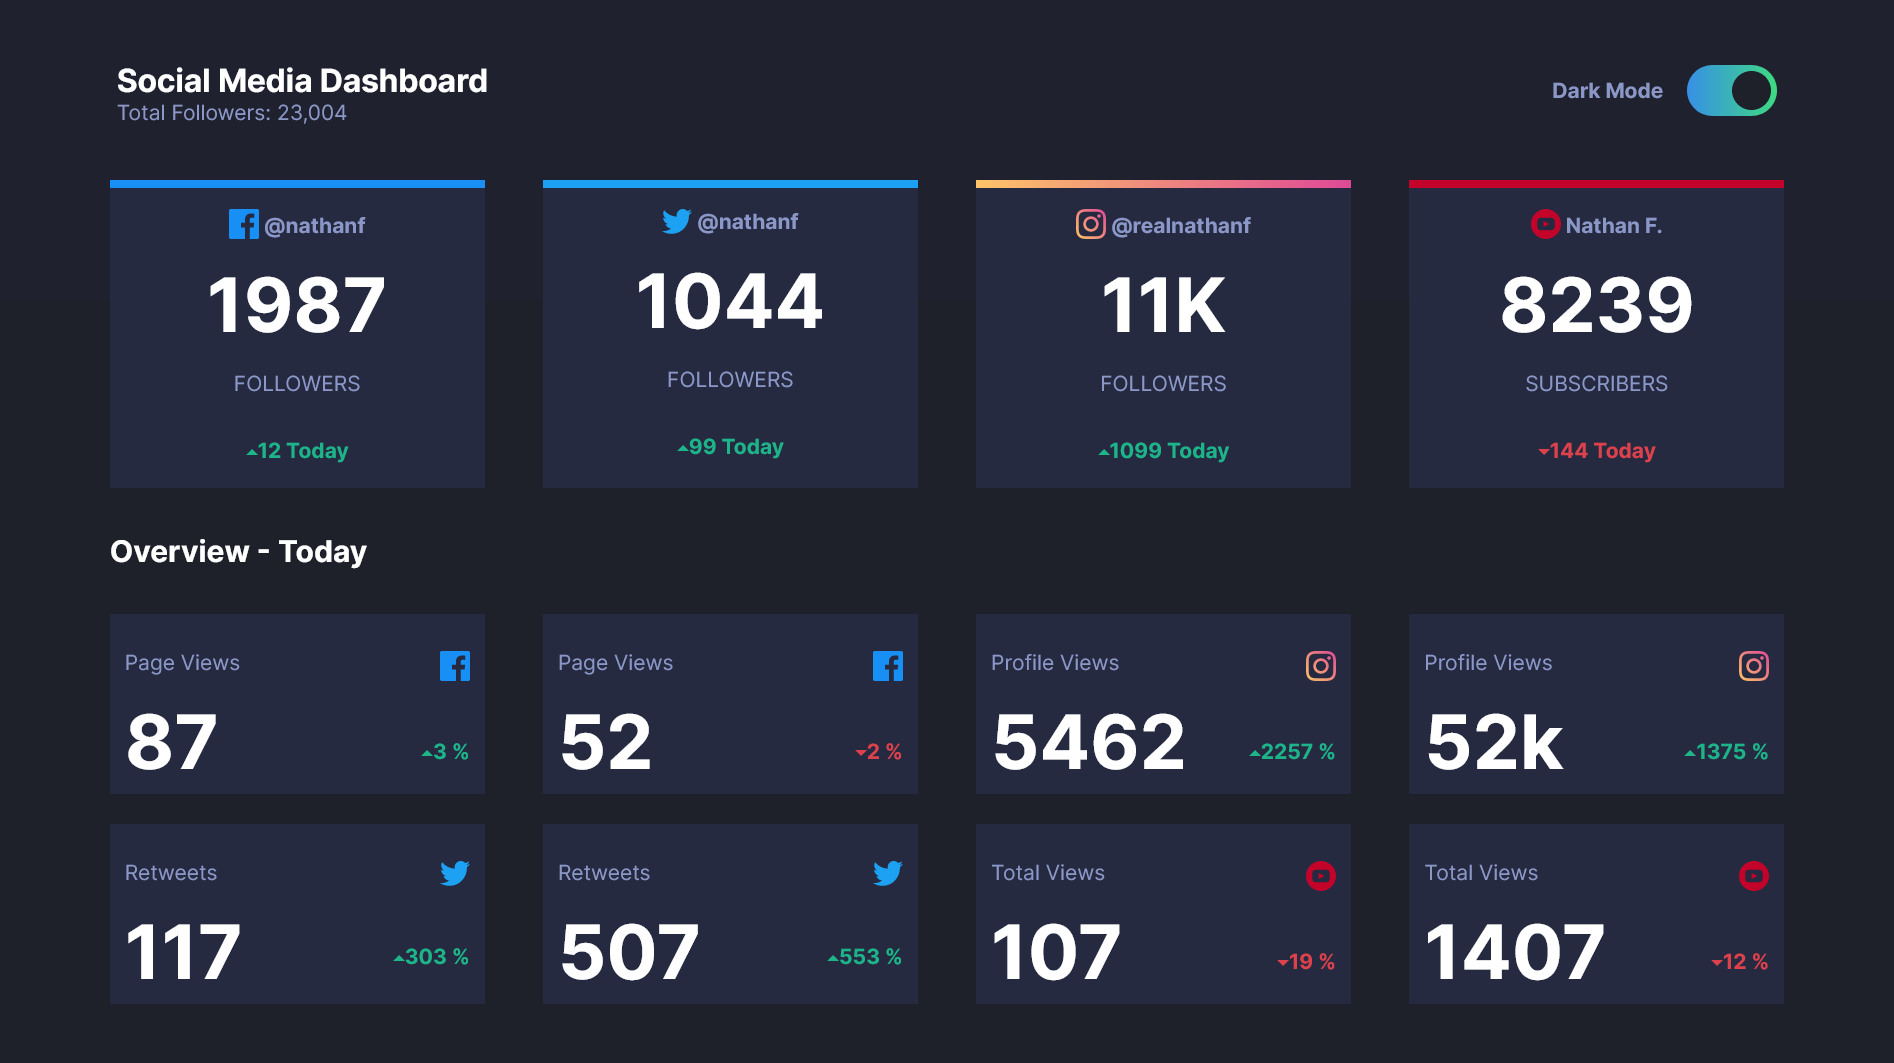 Social Media Dashboard
Total Followers: 23,004
Dark Mode
@nathanf
1987
FOLLOWERS
12 Today
@nathanf
1044
FOLLOWERS
99 Today
@realnathanf
11K
FOLLOWERS
1099 Today
Nathan F.
8239
SUBSCRIBERS
144 Today
Overview - Today
Page Views
87
3 %
Page Views
52
2 %
Profile Views
5462
2257 %
Profile Views
52k
1375 %
Retweets
117
303 %
Retweets
507
553 %
Total Views
107
19 %
Total Views
1407
12 %